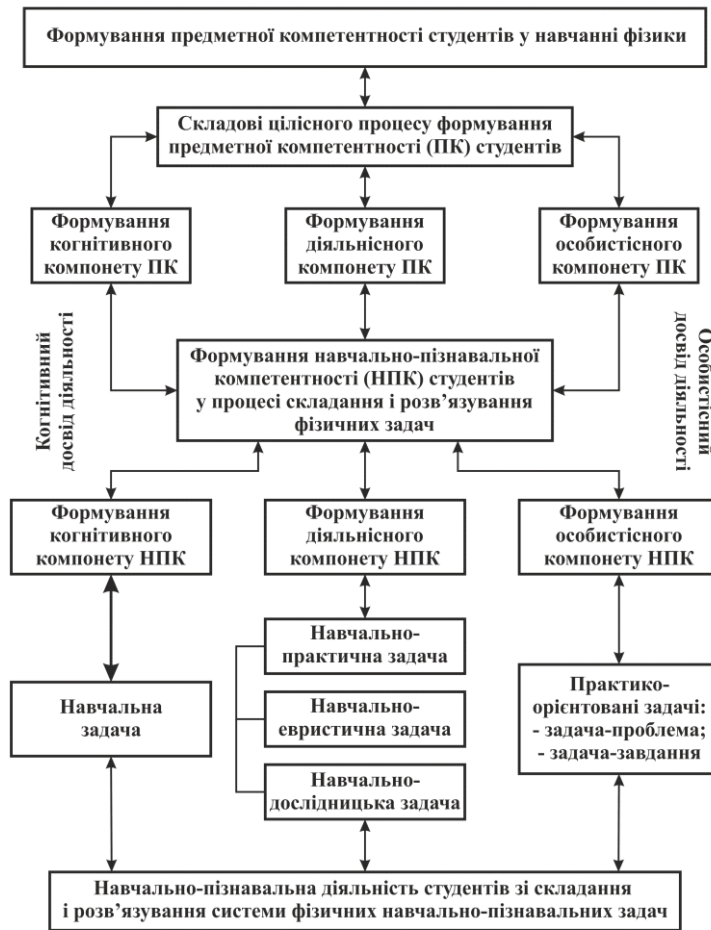 Формування предметної компетентності студентів у навчанні фізики
Складові цілісного процесу формування
предметної компетентності (ПК) студентів
Формування
когнітивного
компонету ПК
Формування
діяльнісного
компоненту ПК
Формування
особистісного
компоненту ПК
Когнітивний
досвід діяльності
Формування навчально-пізнавальної
компетентності (НПК) студентів
у процесі складання і розв’язування
фізичних задач
Особистісний
досвід діяльності
Формування
когнітивного
компонету НПК
Формування
діяльнісного
компоненту НПК
Формування
особистісного
компоненту НПК
Навчальна
задача
Навчально-
практична задача
Навчально-
евристична задача
Навчально-
дослідницька задача
Практико-
орієнтовані задачі:
- задача-проблема;
- задача-завдання
Навчально-пізнавальна діяльність студентів зі складання
і розв’язування системи фізичних навчально-пізнавальних задач